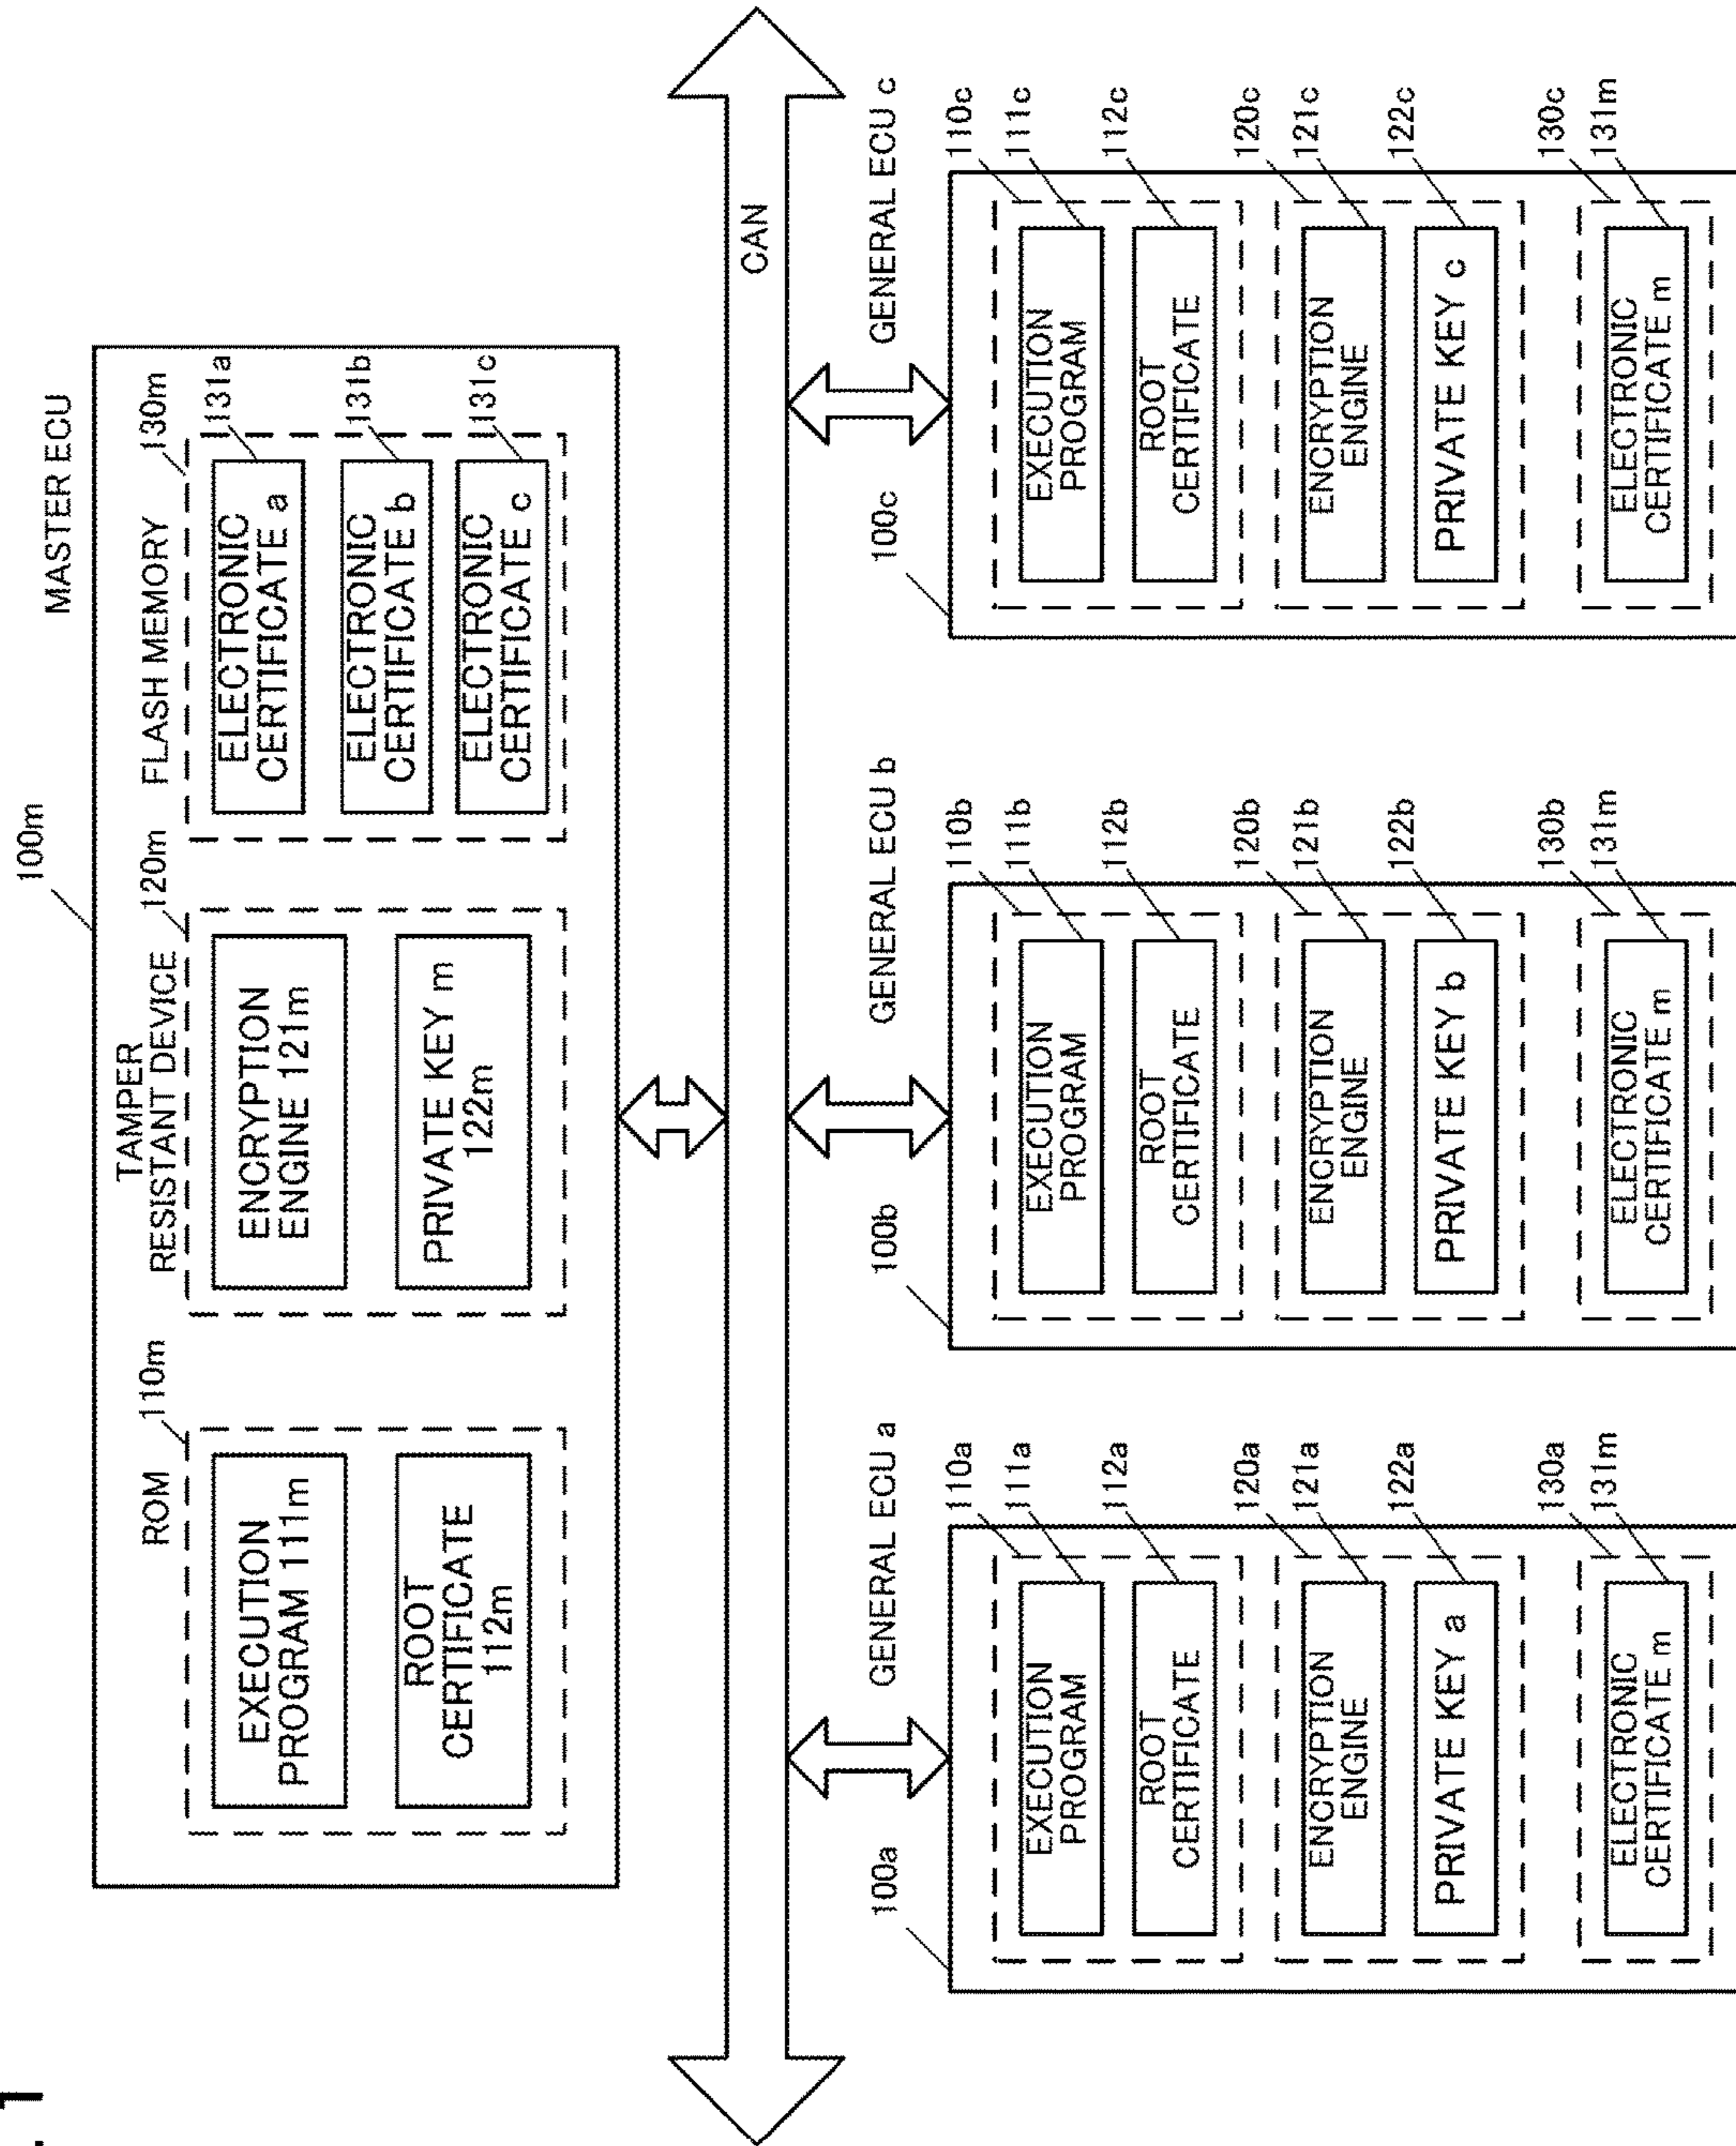 . 1
MASTER ECU
100m
ROM
110m
EXECUTION
PROGRAM 111m
ROOT
CERTIFICATE
112m
TAMPER
RESISTANT DEVICE
120m
ENCRYPTION
ENGINE 121m
PRIVATE KEY m
122m
FLASH MEMORY
130m
ELECTRONIC
CERTIFICATE a
131a
ELECTRONIC
CERTIFICATE b
131b
ELECTRONIC
CERTIFICATE c
131c
CAN
100a
GENERAL ECU a
110a
EXECUTION
PROGRAM
111a
ROOT
CERTIFICATE
112a
120a
ENCRYPTION
ENGINE
121a
PRIVATE KEY a
122a
130a
ELECTRONIC
CERTIFICATE m
131m
100b
GENERAL ECU b
110b
EXECUTION
PROGRAM
111b
ROOT
CERTIFICATE
112b
120b
ENCRYPTION
ENGINE
121b
PRIVATE KEY b
122b
130b
ELECTRONIC
CERTIFICATE m
131m
100c
GENERAL ECU c
110c
EXECUTION
PROGRAM
111c
ROOT
CERTIFICATE
112c
120c
ENCRYPTION
ENGINE
121c
PRIVATE KEY c
122c
130c
ELECTRONIC
CERTIFICATE m
131m